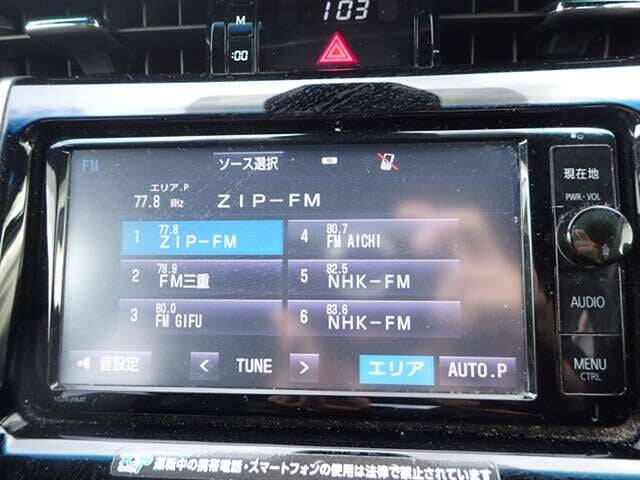 103
M
:00
FM
ソース選択
エリア.P
77.8 MHz ZIP-FM
1 77.8 ZIP-FM
2 78.9 FM三重
3 80.0 FM GIFU
4 80.7 FM AICHI
5 82.5 NHK-FM
6 83.6 NHK-FM
音設定
< TUNE >
エリア
AUTO.P
現在地
PWR・VOL
AUDIO
MENU
CTRL
運転中の携帯電話・スマートフォンの使用は法律で禁止されています